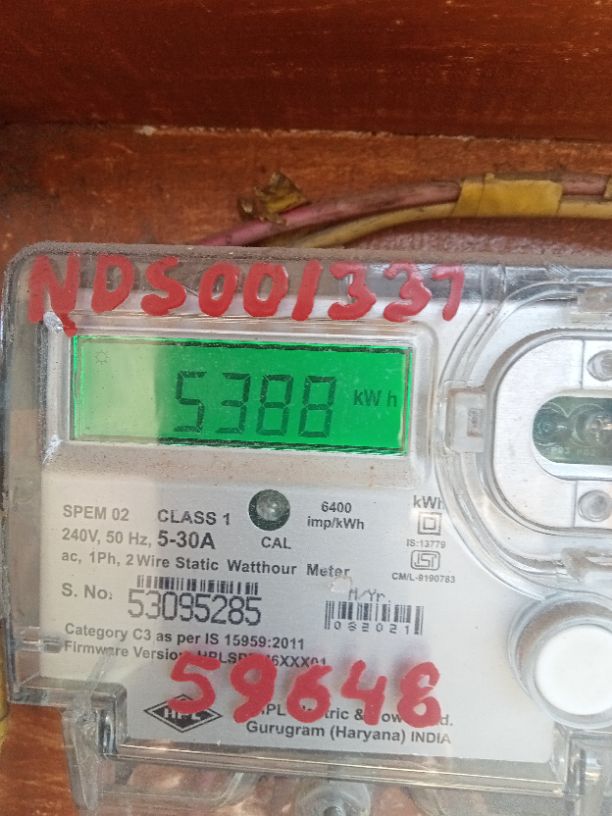 NDS001337
5388 kWh
SPEM 02 CLASS 1
240V, 50 Hz, 5-30A
ac, 1Ph, 2 Wire Static Watthour Meter
CAL
6400
imp/kWh
kWh
IS:13779
ISI
CM/L-9190783
S. No: 53095285
M/Yr.
082021
Category C3 as per IS 15959:2011
Firmware Version:
59648
HPL
Gurugram (Haryana) INDIA